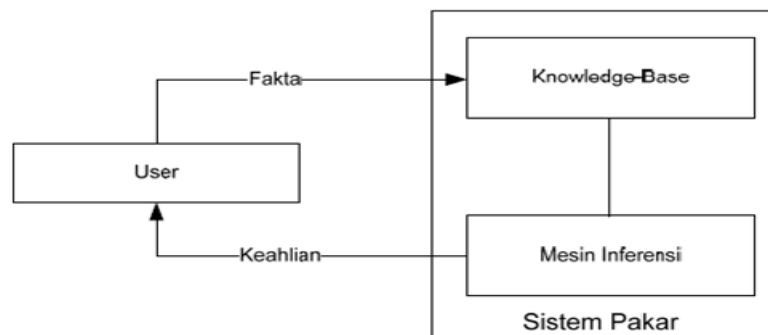 Fakta
Knowledge-Base
User
Keahlian
Mesin Inferensi
Sistem Pakar